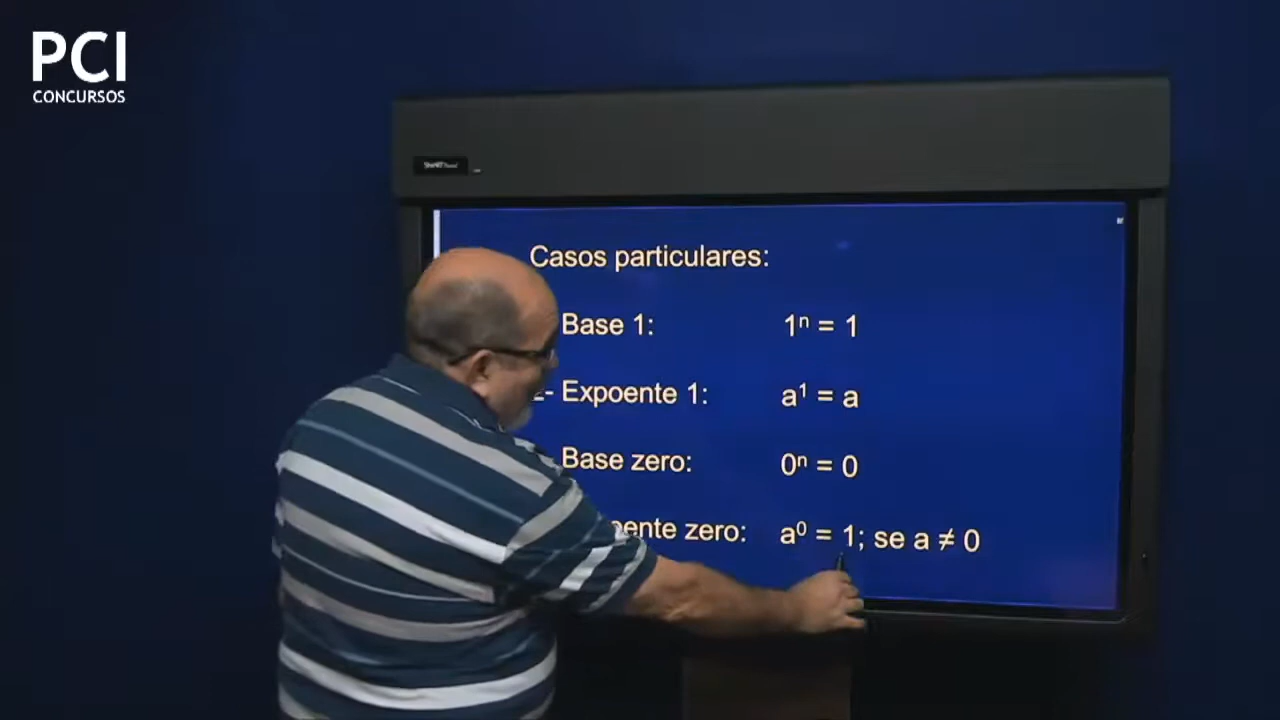 PCI
CONCURSOS
Casos particulares:
Base 1: 1ⁿ = 1
- Expoente 1: a¹ = a
Base zero: 0ⁿ = 0
ente zero: a⁰ = 1; se a ≠ 0